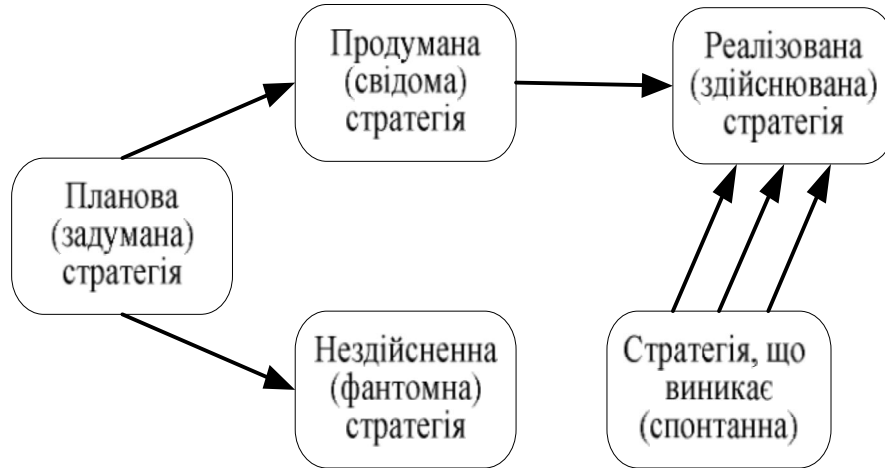 Продумана
(свідома)
стратегія
Реалізована
(здійснювана)
стратегія
Планова
(задумана)
стратегія
Нездійсненна
(фантомна)
стратегія
Стратегія, що
виникає
(спонтанна)